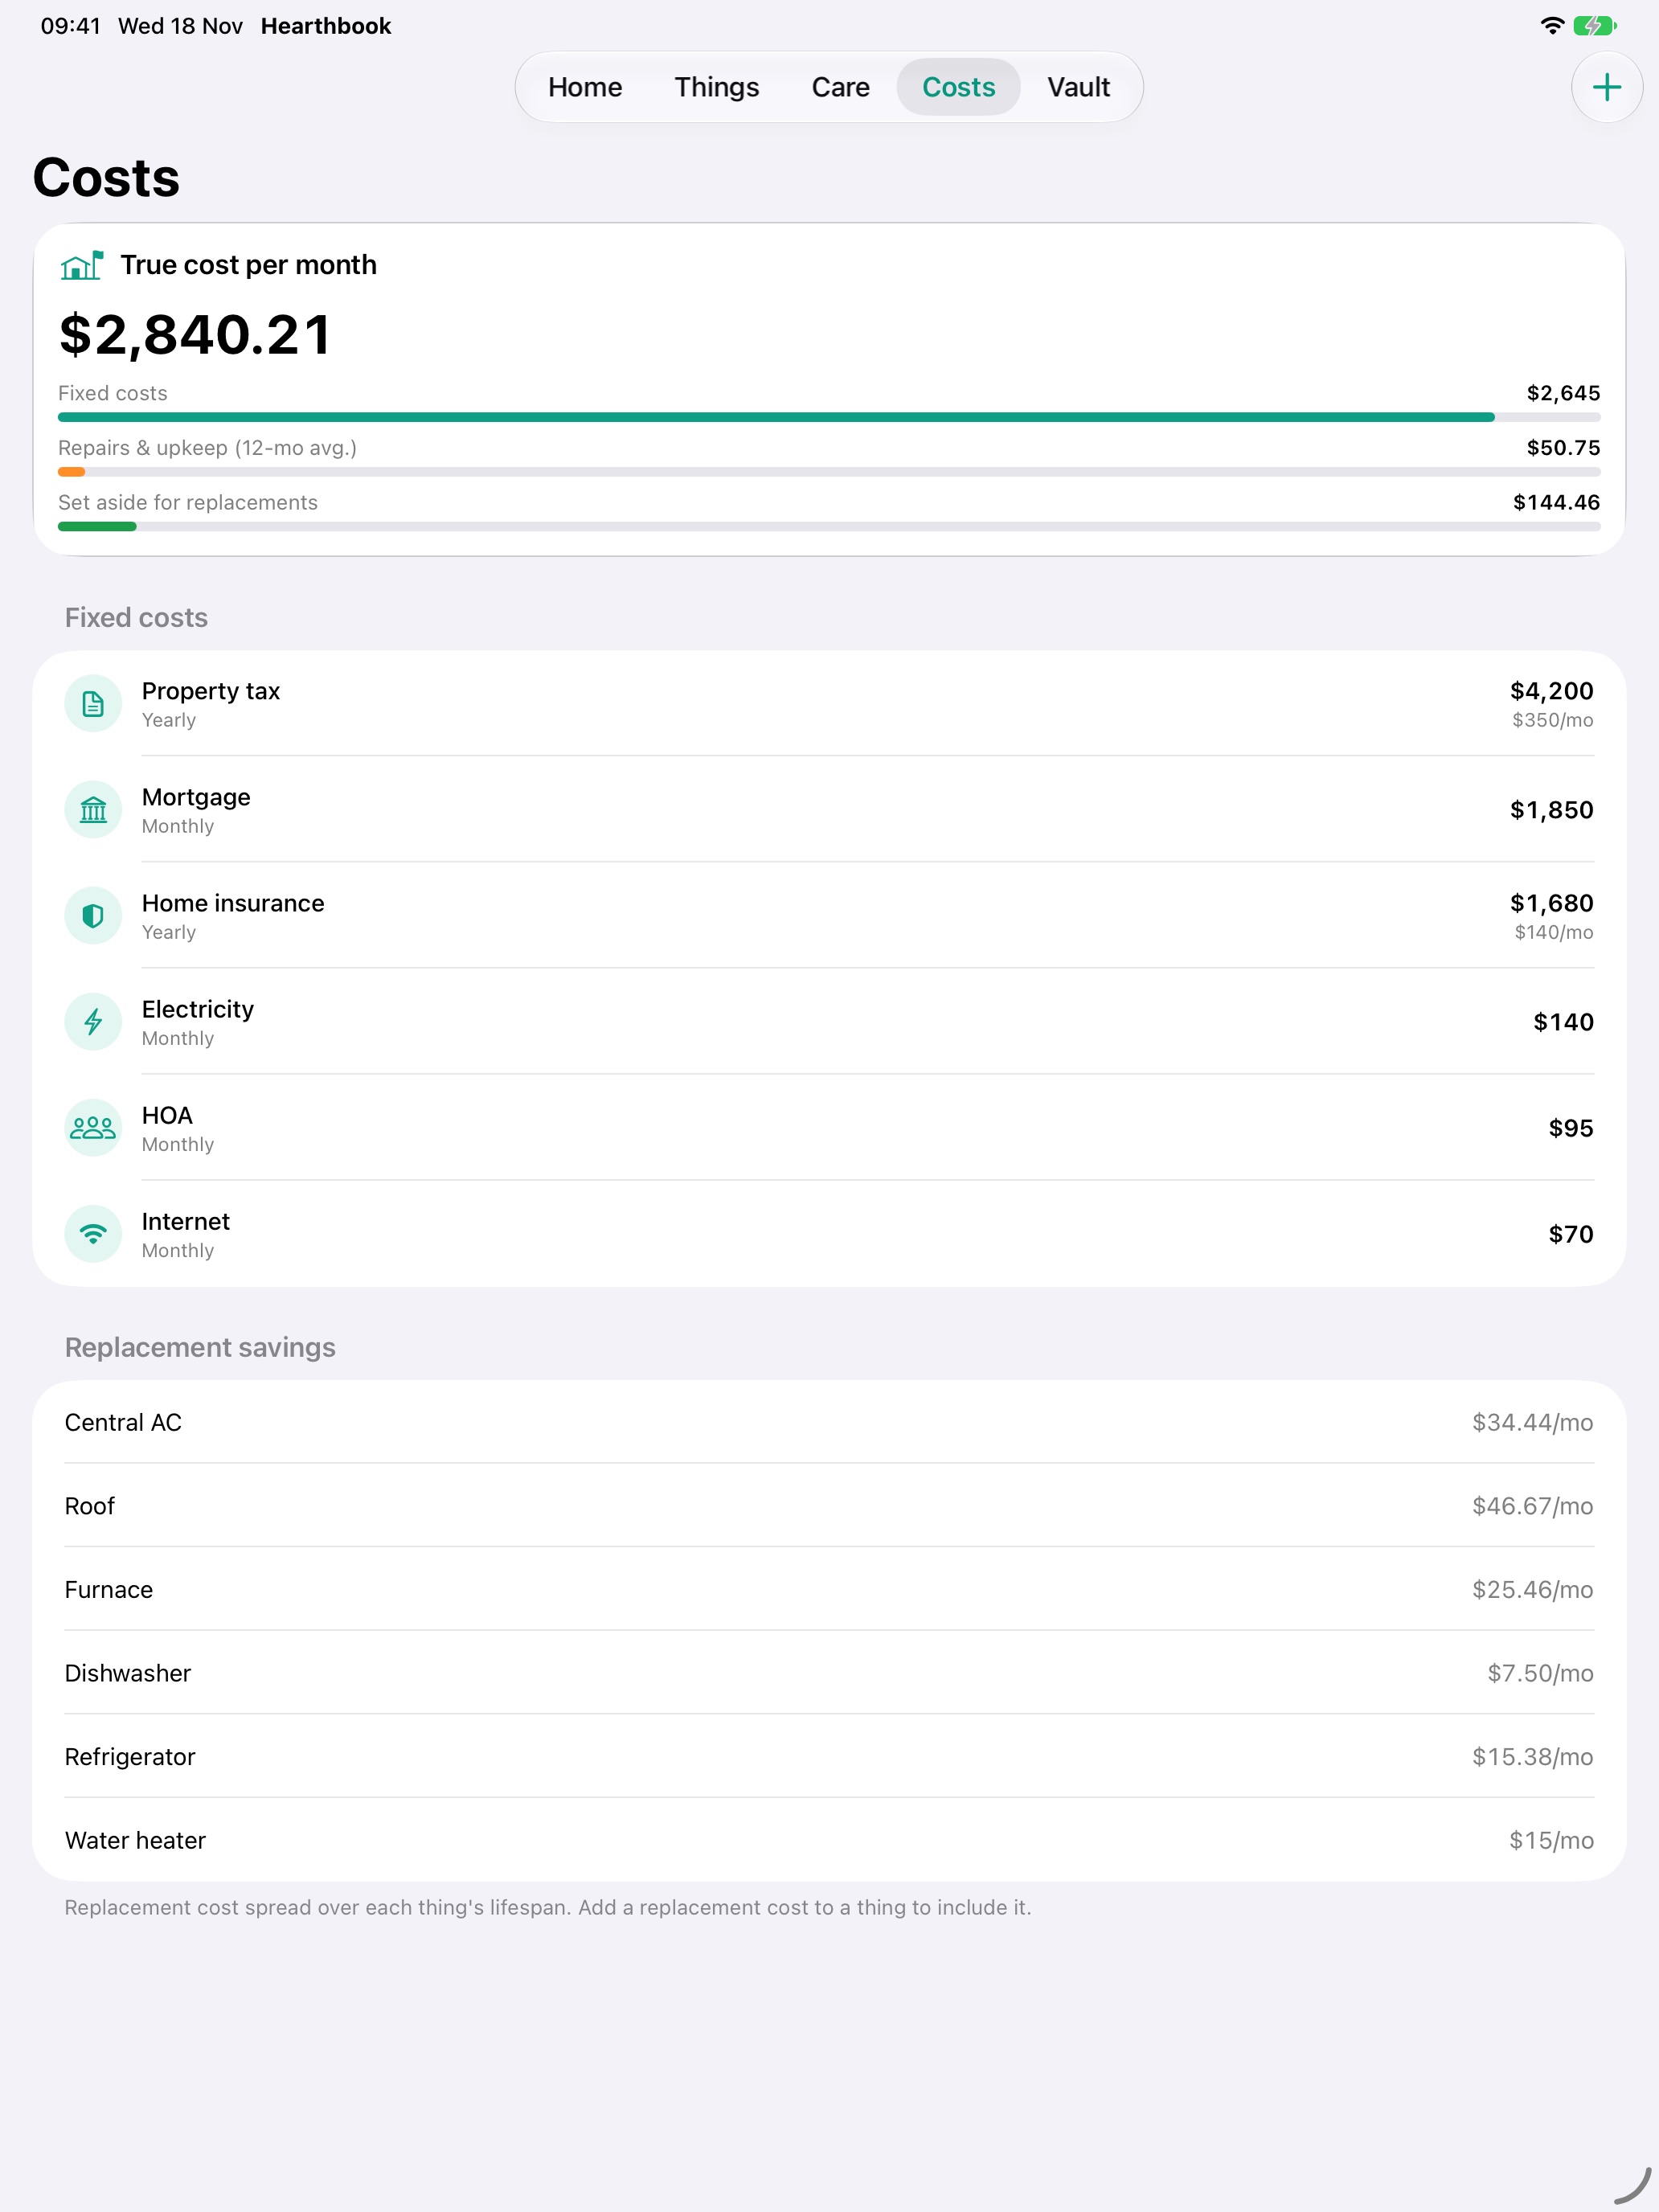 09:41 Wed 18 Nov Hearthbook
Home Things Care Costs Vault
Costs
True cost per month
$2,840.21
Fixed costs $2,645
Repairs & upkeep (12-mo avg.) $50.75
Set aside for replacements $144.46
Fixed costs
Property tax $4,200
Yearly $350/mo
Mortgage
Monthly
$1,850
Home insurance $1,680
Yearly $140/mo
Electricity
Monthly
$140
HOA
Monthly
$95
Internet
Monthly
$70
Replacement savings
Central AC $34.44/mo
Roof $46.67/mo
Furnace $25.46/mo
Dishwasher $7.50/mo
Refrigerator $15.38/mo
Water heater $15/mo
Replacement cost spread over each thing's lifespan. Add a replacement cost to a thing to include it.